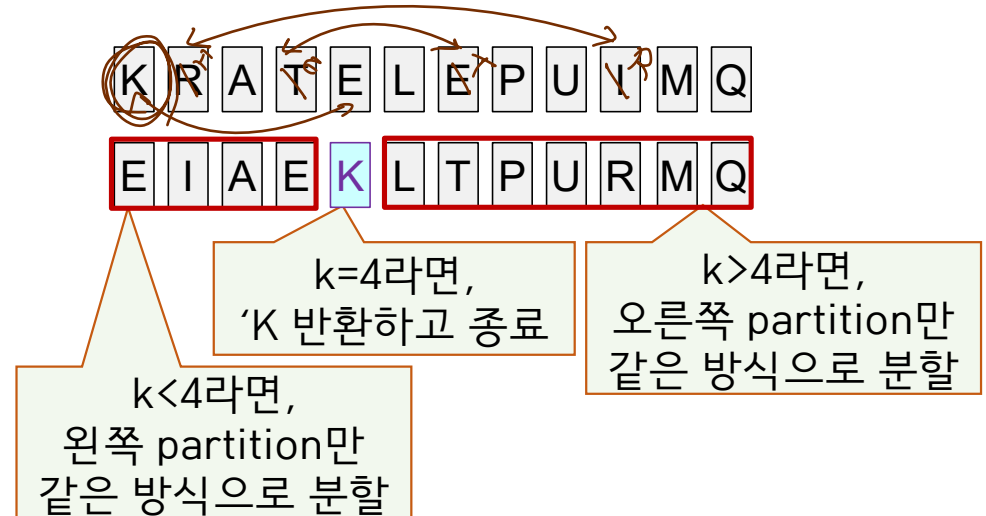 K R A T E L E P U I M Q
E I A E K L T P U R M Q
k=4라면,
‘K 반환하고 종료
k>4라면,
오른쪽 partition만
같은 방식으로 분할
k<4라면,
왼쪽 partition만
같은 방식으로 분할